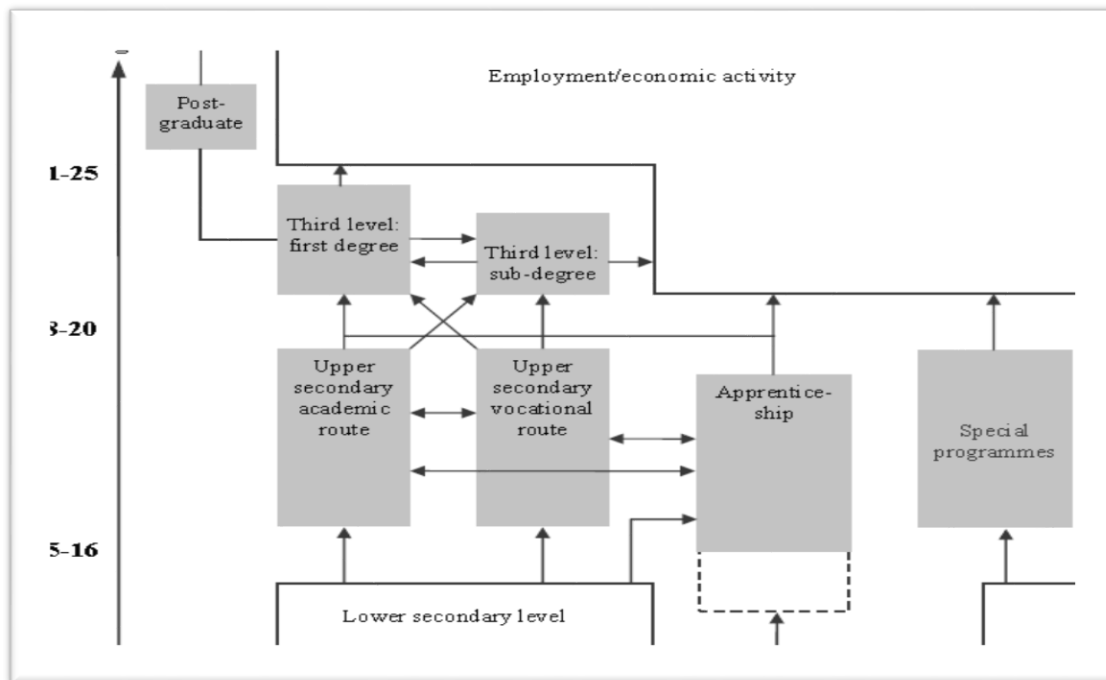 Employment/economic activity
Post-
graduate
1-25
Third level:
first degree
Third level:
sub-degree
8-20
Upper
secondary
academic
route
Upper
secondary
vocational
route
Apprentice-
ship
Special
programmes
5-16
Lower secondary level